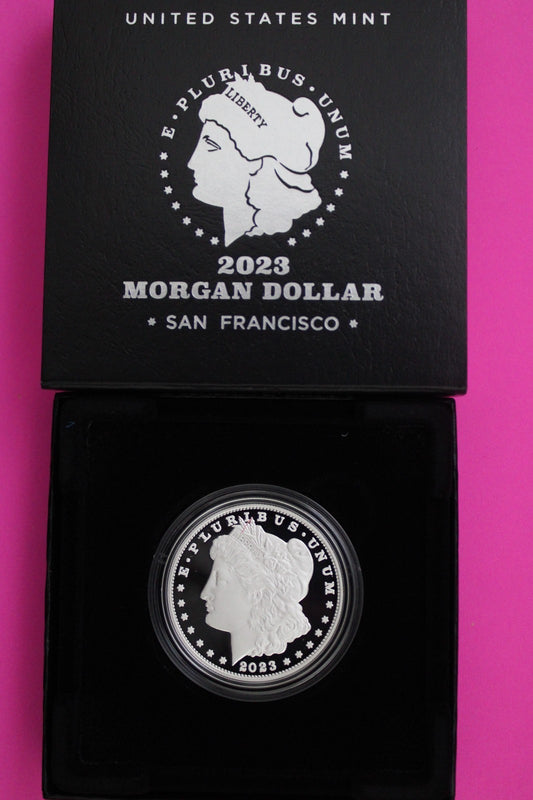 UNITED STATES MINT
E · PLURIBUS · UNUM
LIBERTY
2023
MORGAN DOLLAR
* SAN FRANCISCO *
E · PLURIBUS · UNUM
2023